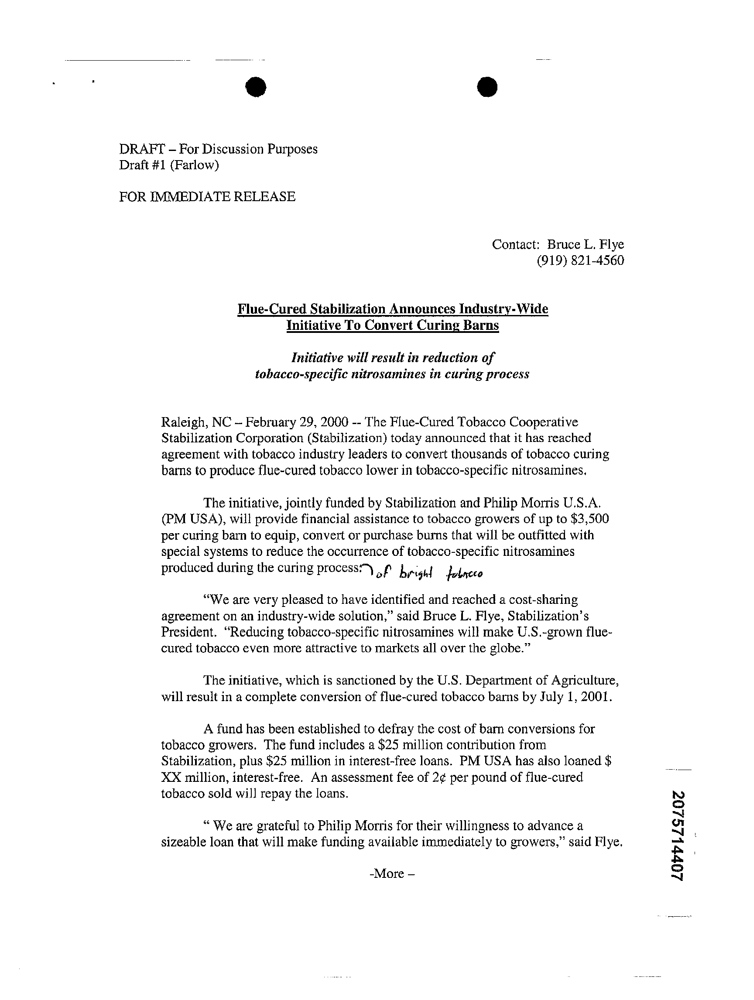 DRAFT – For Discussion Purposes
Draft #1 (Farlow)
FOR IMMEDIATE RELEASE
Contact: Bruce L. Flye
(919) 821-4560
Flue-Cured Stabilization Announces Industry-Wide
Initiative To Convert Curing Barns
Initiative will result in reduction of
tobacco-specific nitrosamines in curing process
Raleigh, NC – February 29, 2000 -- The Flue-Cured Tobacco Cooperative
Stabilization Corporation (Stabilization) today announced that it has reached
agreement with tobacco industry leaders to convert thousands of tobacco curing
barns to produce flue-cured tobacco lower in tobacco-specific nitrosamines.
The initiative, jointly funded by Stabilization and Philip Morris U.S.A.
(PM USA), will provide financial assistance to tobacco growers of up to $3,500
per curing barn to equip, convert or purchase burns that will be outfitted with
special systems to reduce the occurrence of tobacco-specific nitrosamines
produced during the curing process. of bright tobacco
“We are very pleased to have identified and reached a cost-sharing
agreement on an industry-wide solution,” said Bruce L. Flye, Stabilization’s
President. “Reducing tobacco-specific nitrosamines will make U.S.-grown flue-
cured tobacco even more attractive to markets all over the globe.”
The initiative, which is sanctioned by the U.S. Department of Agriculture,
will result in a complete conversion of flue-cured tobacco barns by July 1, 2001.
A fund has been established to defray the cost of barn conversions for
tobacco growers. The fund includes a $25 million contribution from
Stabilization, plus $25 million in interest-free loans. PM USA has also loaned $
XX million, interest-free. An assessment fee of 2¢ per pound of flue-cured
tobacco sold will repay the loans.
“ We are grateful to Philip Morris for their willingness to advance a
sizeable loan that will make funding available immediately to growers,” said Flye.
-More –
2075714407